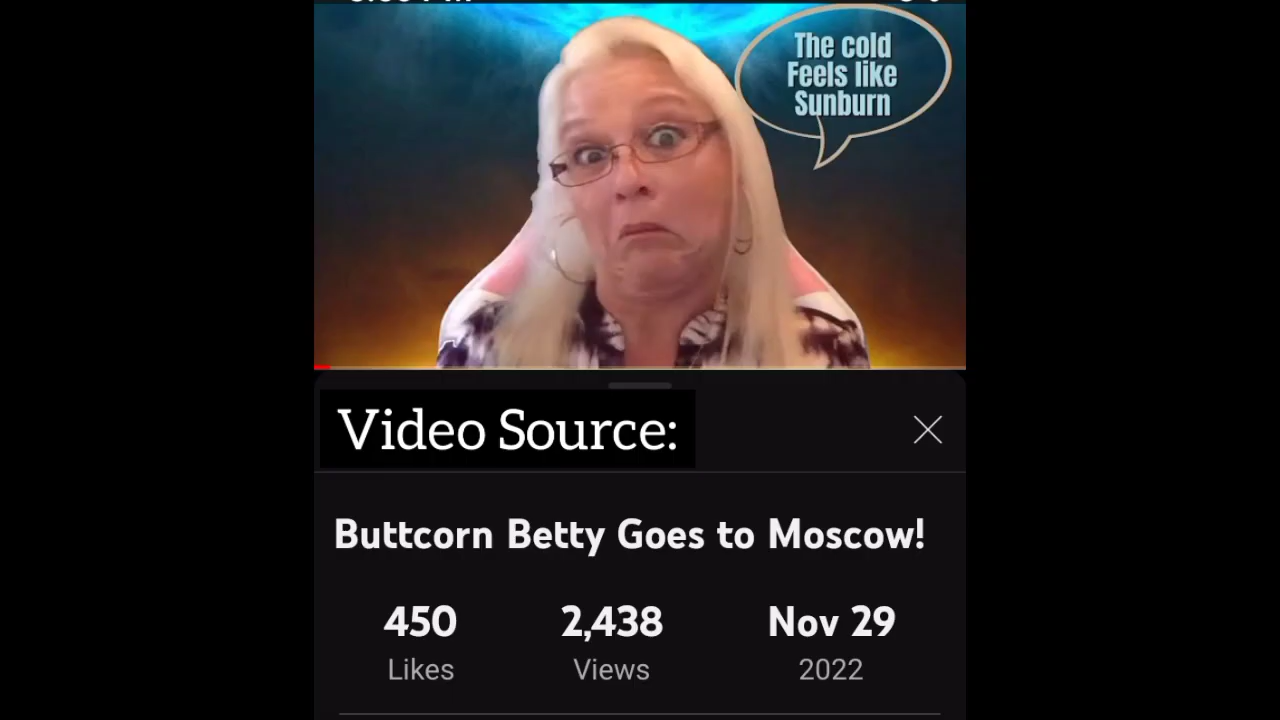 The cold
Feels like
Sunburn
Video Source:
Buttcorn Betty Goes to Moscow!
450
2,438
Nov 29
Likes
Views
2022